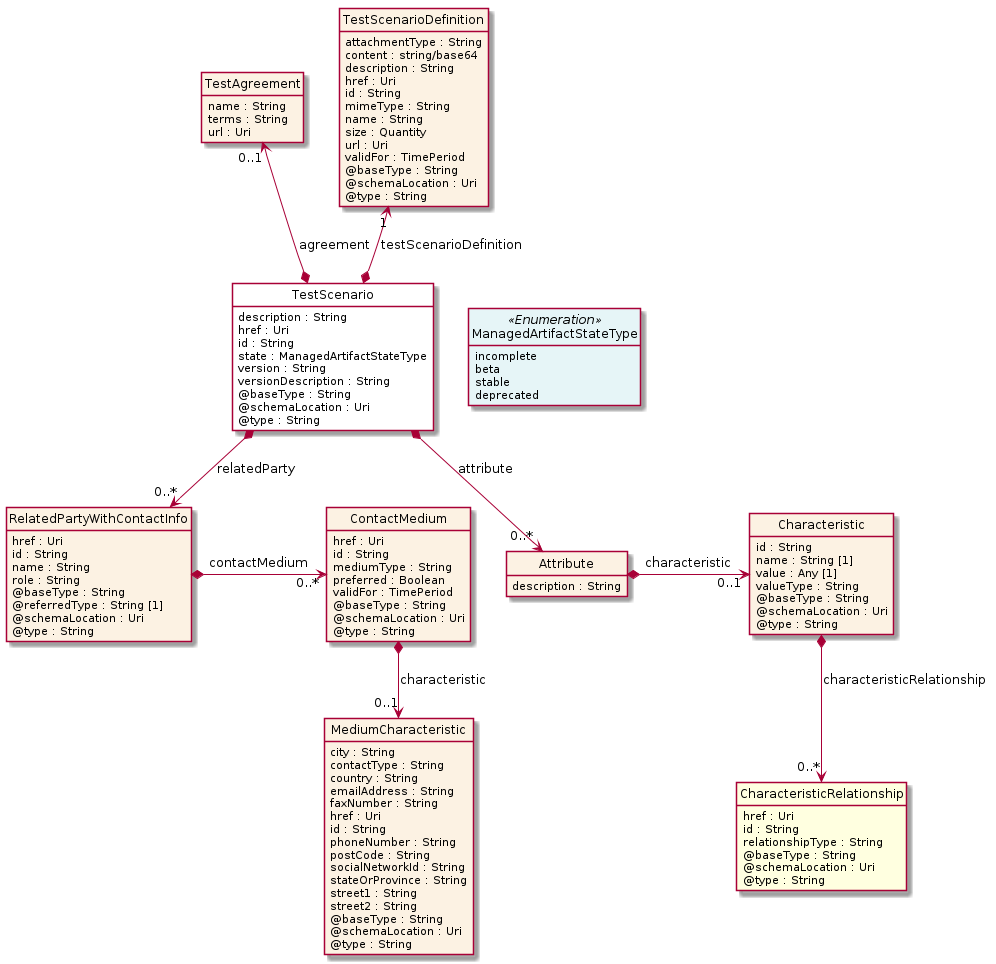 TestScenarioDefinition
attachmentType : String
content : string/base64
description : String
href : Uri
id : String
mimeType : String
name : String
size : Quantity
url : Uri
validFor : TimePeriod
@baseType : String
@schemaLocation : Uri
@type : String
TestAgreement
name : String
terms : String
url : Uri
0..1
1
agreement
testScenarioDefinition
TestScenario
description : String
href : Uri
id : String
state : ManagedArtifactStateType
version : String
versionDescription : String
@baseType : String
@schemaLocation : Uri
@type : String
«Enumeration»
ManagedArtifactStateType
incomplete
beta
stable
deprecated
relatedParty
0..*
attribute
0..*
RelatedPartyWithContactInfo
href : Uri
id : String
name : String
role : String
@baseType : String
@referredType : String [1]
@schemaLocation : Uri
@type : String
contactMedium
0..*
ContactMedium
href : Uri
id : String
mediumType : String
preferred : Boolean
validFor : TimePeriod
@baseType : String
@schemaLocation : Uri
@type : String
Attribute
description : String
characteristic
0..1
Characteristic
id : String
name : String [1]
value : Any [1]
valueType : String
@baseType : String
@schemaLocation : Uri
@type : String
characteristic
0..1
characteristicRelationship
0..*
MediumCharacteristic
city : String
contactType : String
country : String
emailAddress : String
faxNumber : String
href : Uri
id : String
phoneNumber : String
postCode : String
socialNetworkId : String
stateOrProvince : String
street1 : String
street2 : String
@baseType : String
@schemaLocation : Uri
@type : String
CharacteristicRelationship
href : Uri
id : String
relationshipType : String
@baseType : String
@schemaLocation : Uri
@type : String